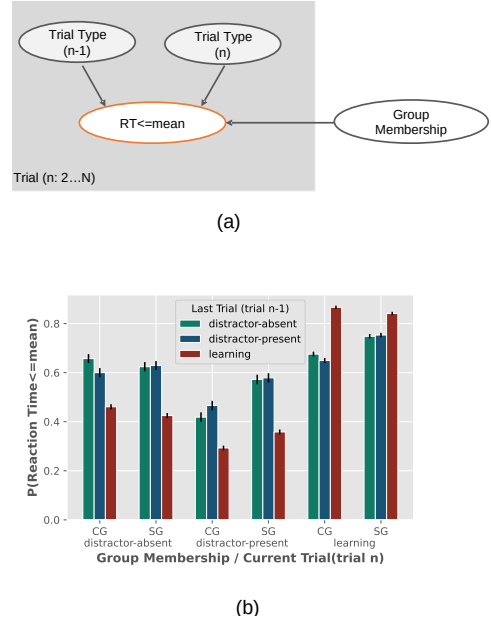 Trial Type
(n-1)
Trial Type
(n)
RT<=mean
Group
Membership
Trial (n: 2...N)
(a)
P(Reaction Time<=mean)
0.8
0.6
0.4
0.2
0.0
Last Trial (trial n-1)
distractor-absent
distractor-present
learning
CG SG CG SG CG SG
distractor-absent distractor-present learning
Group Membership / Current Trial(trial n)
(b)